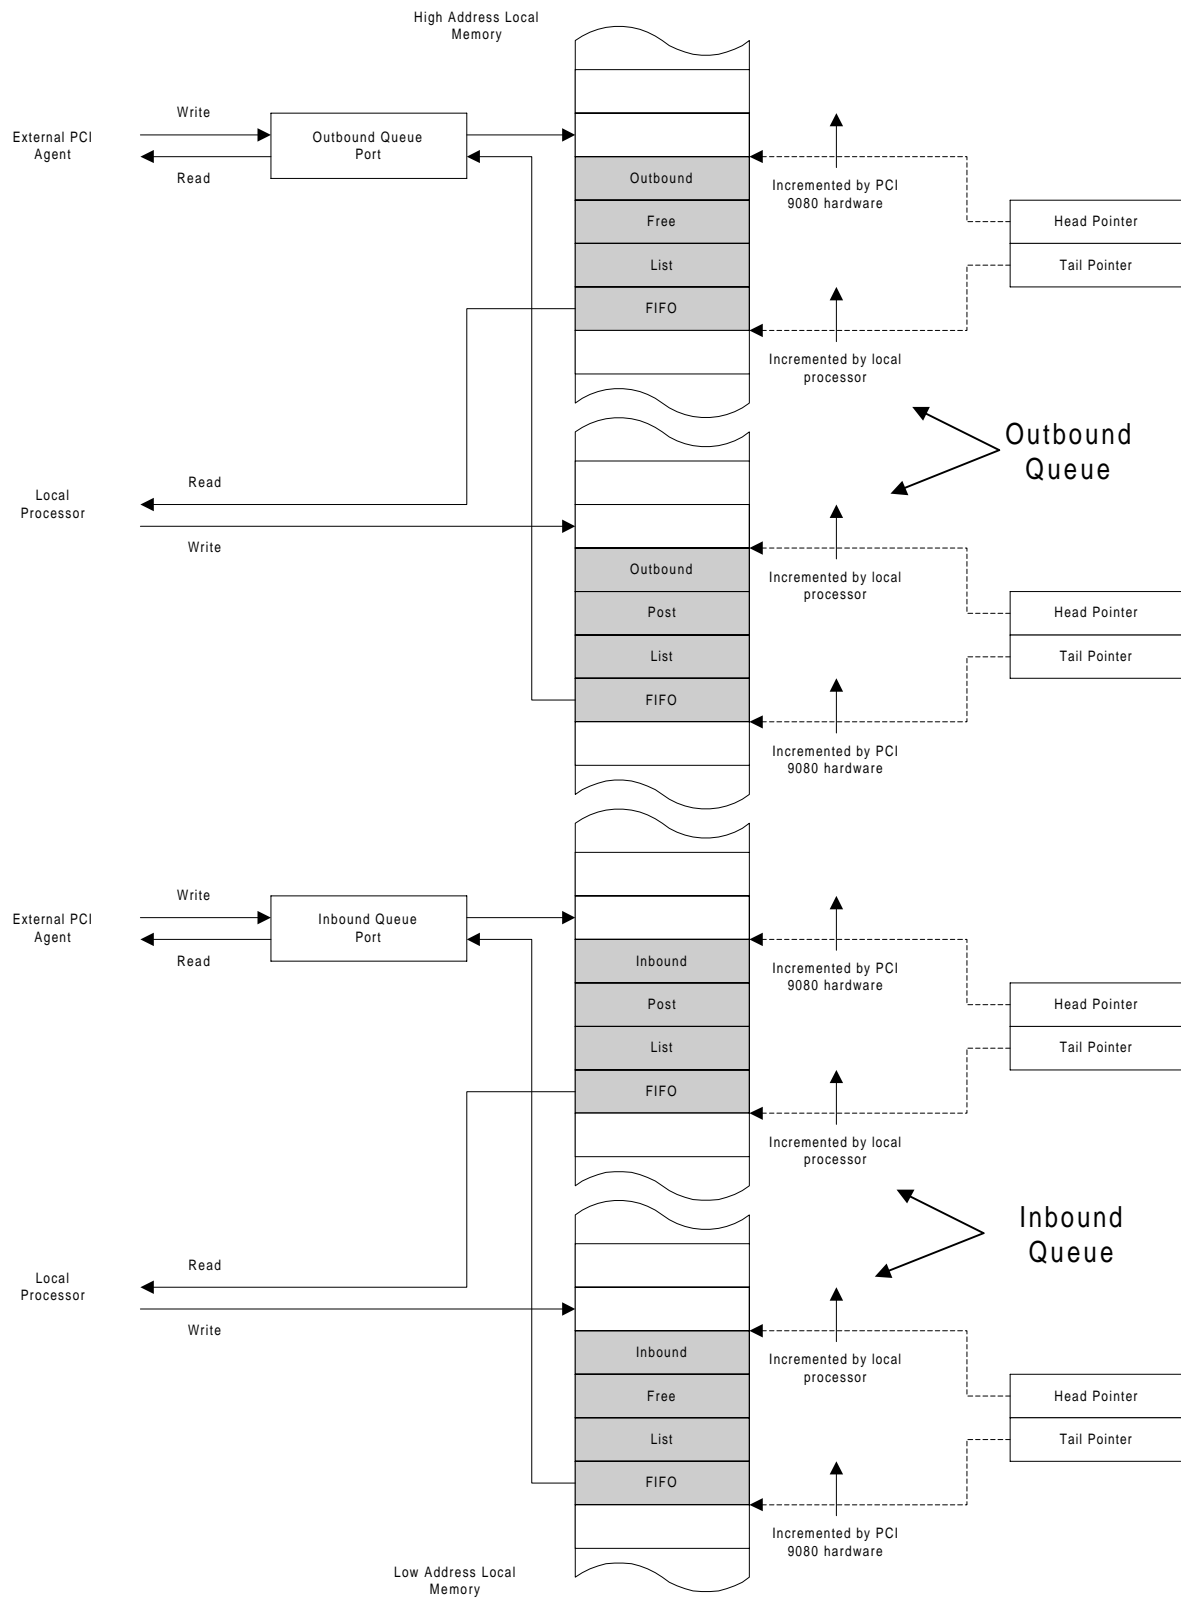 High Address Local
Memory
Write
External PCI
Agent
Outbound Queue
Port
Read
Outbound
Free
List
FIFO
Incremented by PCI
9080 hardware
Head Pointer
Tail Pointer
Incremented by local
processor
Outbound
Queue
Read
Local
Processor
Write
Outbound
Post
List
FIFO
Incremented by local
processor
Head Pointer
Tail Pointer
Incremented by PCI
9080 hardware
Write
External PCI
Agent
Inbound Queue
Port
Read
Inbound
Post
List
FIFO
Incremented by PCI
9080 hardware
Head Pointer
Tail Pointer
Incremented by local
processor
Inbound
Queue
Read
Local
Processor
Write
Inbound
Free
List
FIFO
Incremented by local
processor
Head Pointer
Tail Pointer
Incremented by PCI
9080 hardware
Low Address Local
Memory